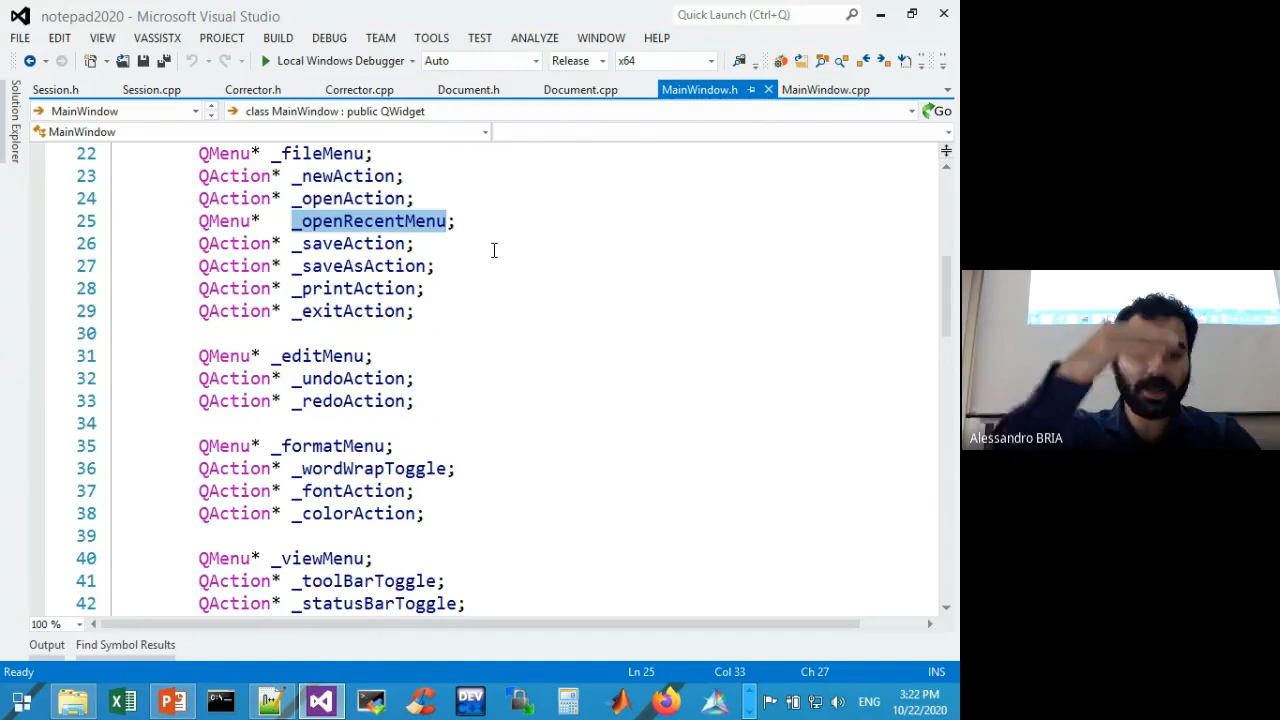 notepad2020 - Microsoft Visual Studio
Quick Launch (Ctrl+Q)
FILE EDIT VIEW VASSISTX PROJECT BUILD DEBUG TEAM TOOLS TEST ANALYZE WINDOW HELP
Local Windows Debugger Auto Release x64
Solution Explorer
Session.h Session.cpp Corrector.h Corrector.cpp Document.h Document.cpp MainWindow.h MainWindow.cpp
MainWindow class MainWindow : public QWidget Go
MainWindow
22 QMenu* _fileMenu;
23 QAction* _newAction;
24 QAction* _openAction;
25 QMenu* _openRecentMenu;
26 QAction* _saveAction;
27 QAction* _saveAsAction;
28 QAction* _printAction;
29 QAction* _exitAction;
30
31 QMenu* _editMenu;
32 QAction* _undoAction;
33 QAction* _redoAction;
34
35 QMenu* _formatMenu;
36 QAction* _wordWrapToggle;
37 QAction* _fontAction;
38 QAction* _colorAction;
39
40 QMenu* _viewMenu;
41 QAction* _toolBarToggle;
42 QAction* _statusBarToggle;
100 %
Output Find Symbol Results
Ready Ln 25 Col 33 Ch 27 INS
DEV
ENG
3:22 PM
10/22/2020
Alessandro BRIA